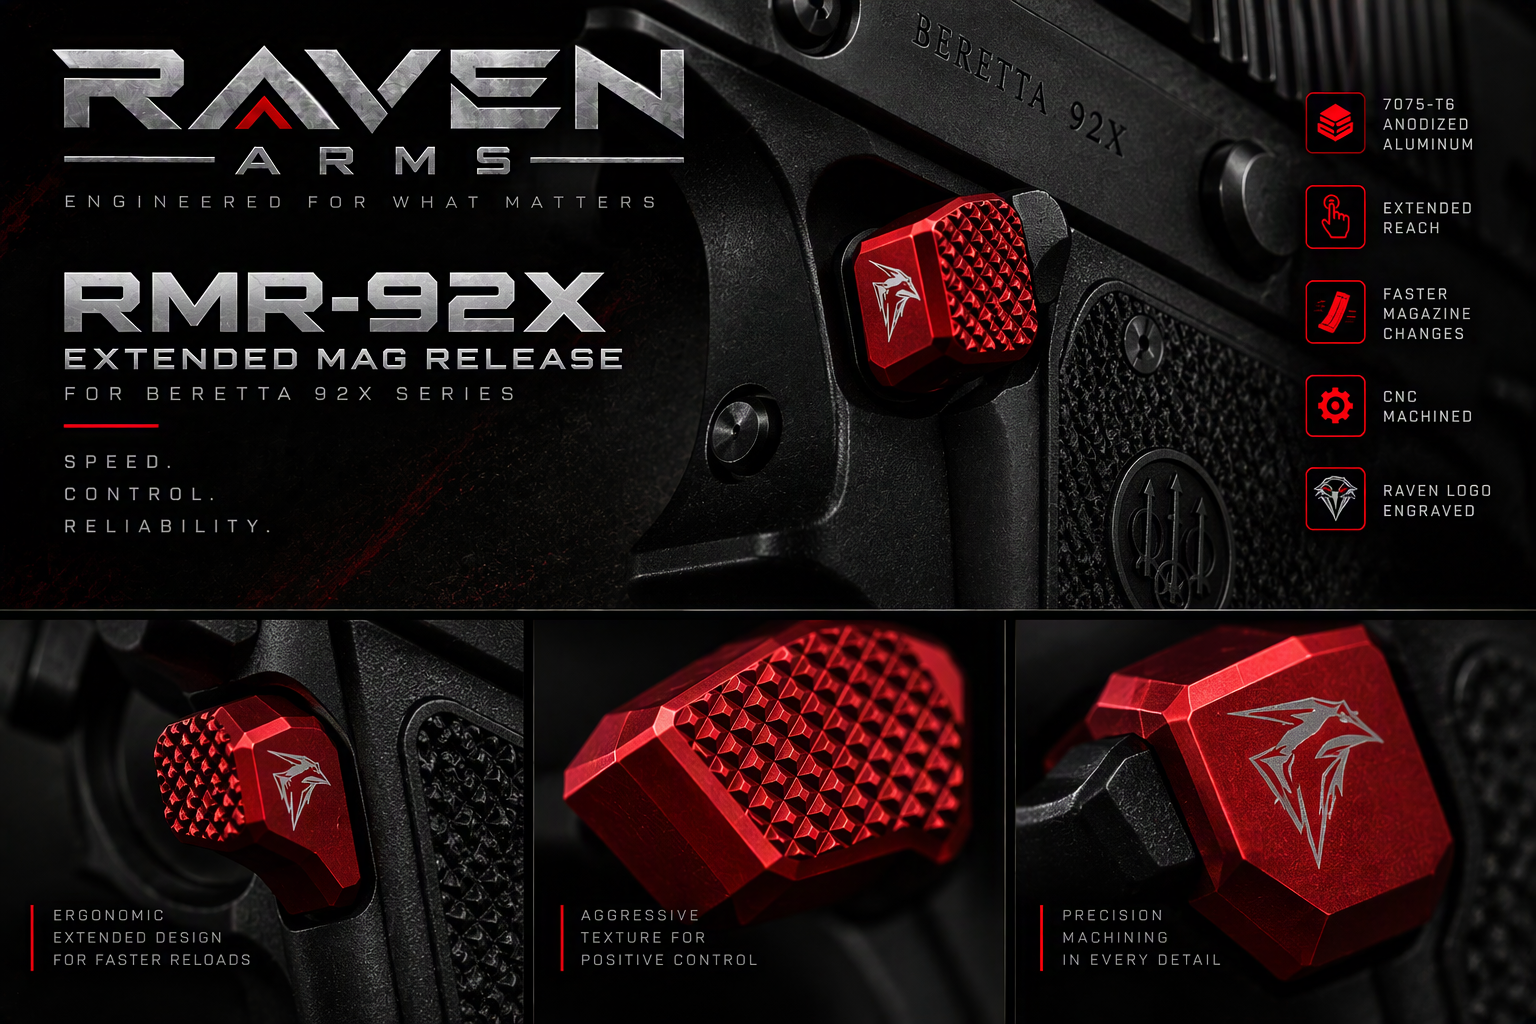 RAVEN
ARMS
ENGINEERED FOR WHAT MATTERS
RMR-92X
EXTENDED MAG RELEASE
FOR BERETTA 92X SERIES
SPEED.
CONTROL.
RELIABILITY.
BERETTA 92X
7075-T6
ANODIZED
ALUMINUM
EXTENDED
REACH
FASTER
MAGAZINE
CHANGES
CNC
MACHINED
RAVEN LOGO
ENGRAVED
ERGONOMIC
EXTENDED DESIGN
FOR FASTER RELOADS
AGGRESSIVE
TEXTURE FOR
POSITIVE CONTROL
PRECISION
MACHINING
IN EVERY DETAIL